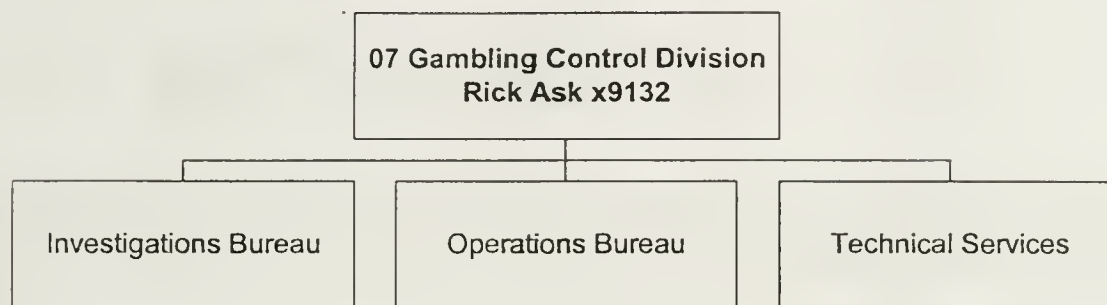 07 Gambling Control Division
Rick Ask x9132
Investigations Bureau
Operations Bureau
Technical Services